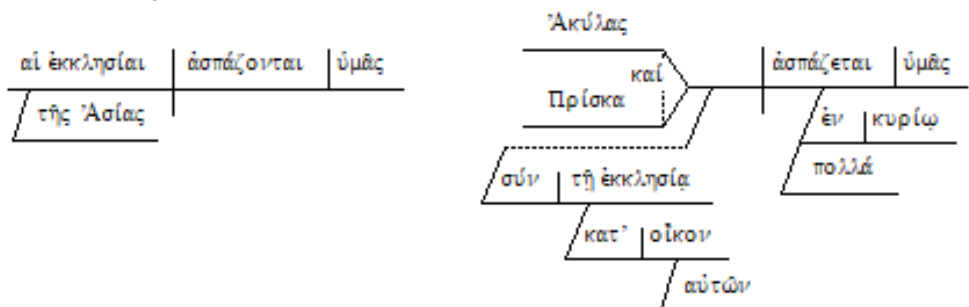 αἱ ἐκκλησίαι ἀσπάζονται ὑμᾶς
τῆς Ἀσίας
Ἀκύλας
καί
Πρίσκα
ἀσπάζεται ὑμᾶς
ἐν κυρίῳ
πολλά
σύν τῇ ἐκκλησίᾳ
κατ’ οἶκον
αὐτῶν